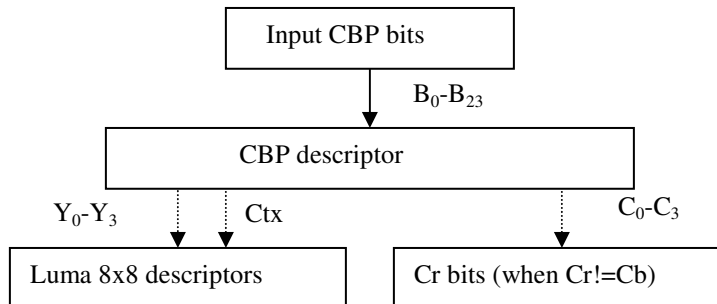 Input CBP bits
B₀-B₂₃
CBP descriptor
Y₀-Y₃
Ctx
C₀-C₃
Luma 8x8 descriptors
Cr bits (when Cr!=Cb)